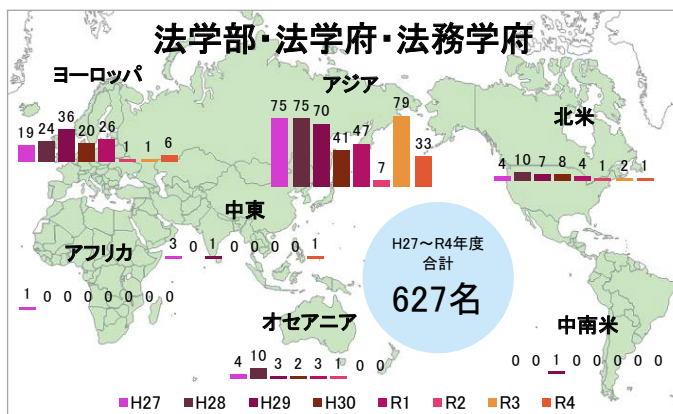 法学部・法学府・法務学府
ヨーロッパ
19 24 36 20 26 1 1 6
アジア
75 75 70 41 47 7 79 33
北米
4 10 7 8 4 1 2 1
中東
3 0 1 0 0 0 0 1
アフリカ
1 0 0 0 0 0 0 0
H27～R4年度
合計
627名
オセアニア
4 10 3 2 3 1 0 0
中南米
0 0 1 0 0 0 0 0
H27 H28 H29 H30 R1 R2 R3 R4